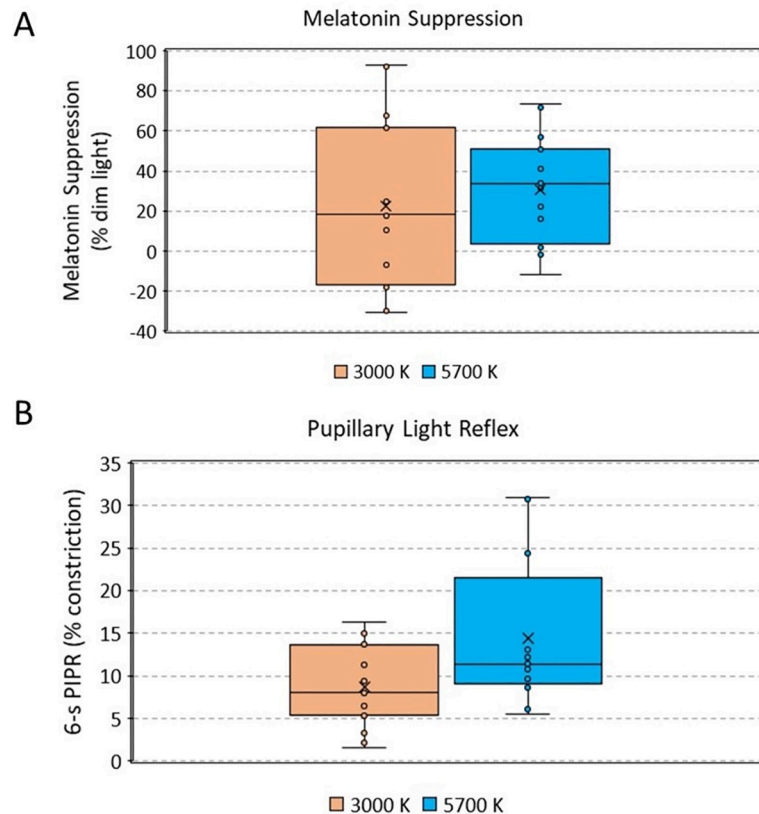 A
Melatonin Suppression
Melatonin Suppression
(% dim light)
100
80
60
40
20
0
-20
-40
3000 K 5700 K
B
Pupillary Light Reflex
6-s PIPR (% constriction)
35
30
25
20
15
10
5
0
3000 K 5700 K